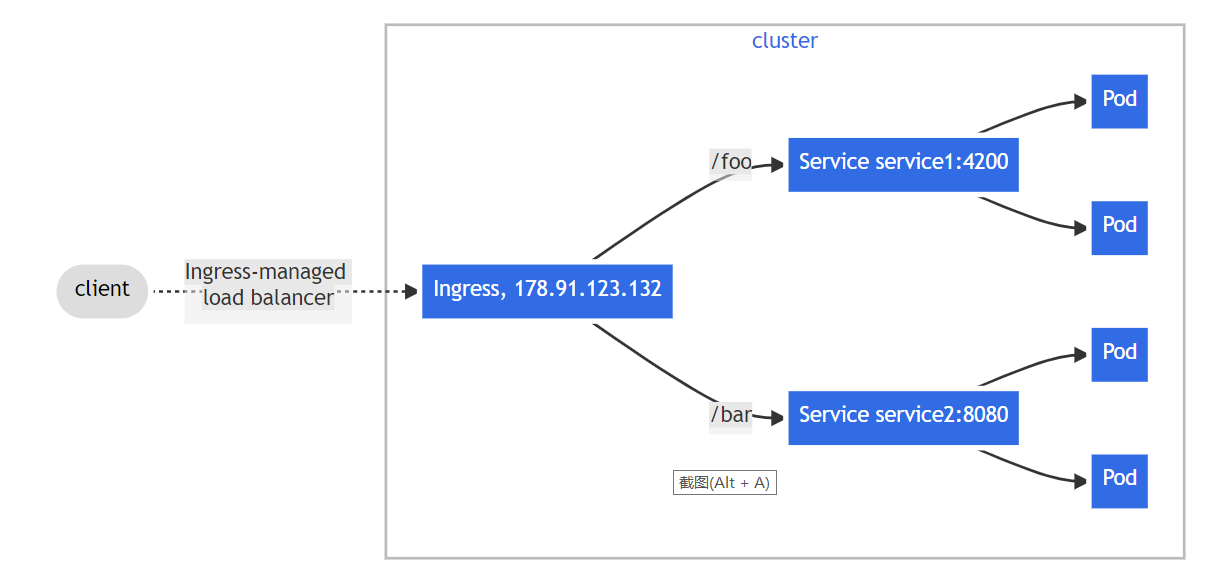 cluster
Pod
/foo
Service service1:4200
Pod
client
Ingress-managed
load balancer
Ingress, 178.91.123.132
Pod
/bar
Service service2:8080
Pod
截图(Alt + A)